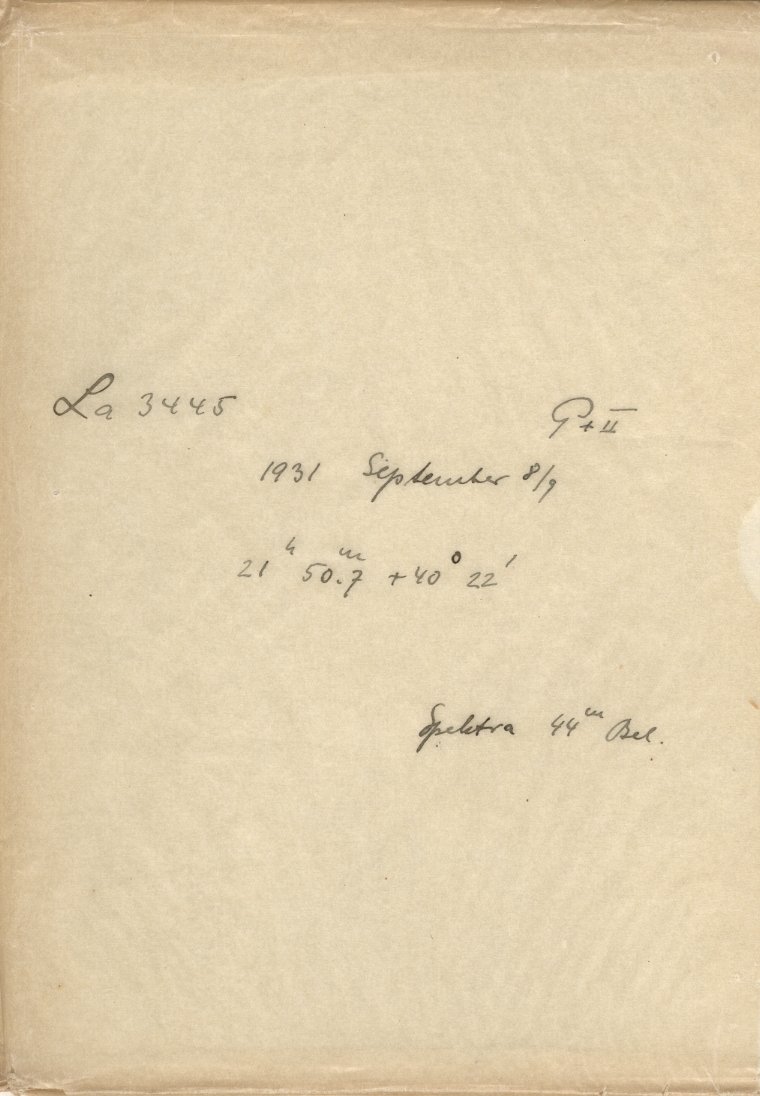 La 3445 P+II
1931 September 8/9
21ʰ 50.7ᵐ +40° 22'
Spektra 44ᵐ Bel.